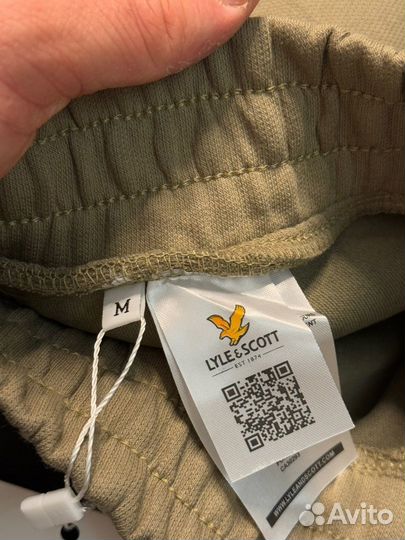 M
LYLE & SCOTT
EST 1874
WWW.LYLEANDSCOTT.COM
Avito